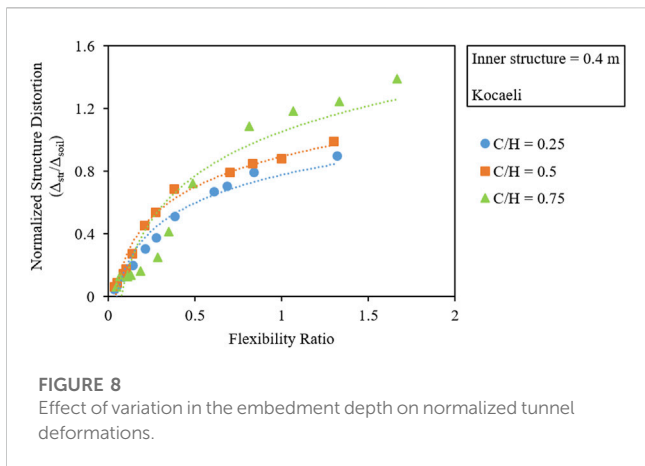 1.6
1.2
0.8
0.4
0
0
0.5
1
1.5
2
Normalized Structure Distortion
(Δstr/Δsoil)
Flexibility Ratio
Inner structure = 0.4 m
Kocaeli
C/H = 0.25
C/H = 0.5
C/H = 0.75
FIGURE 8
Effect of variation in the embedment depth on normalized tunnel
deformations.